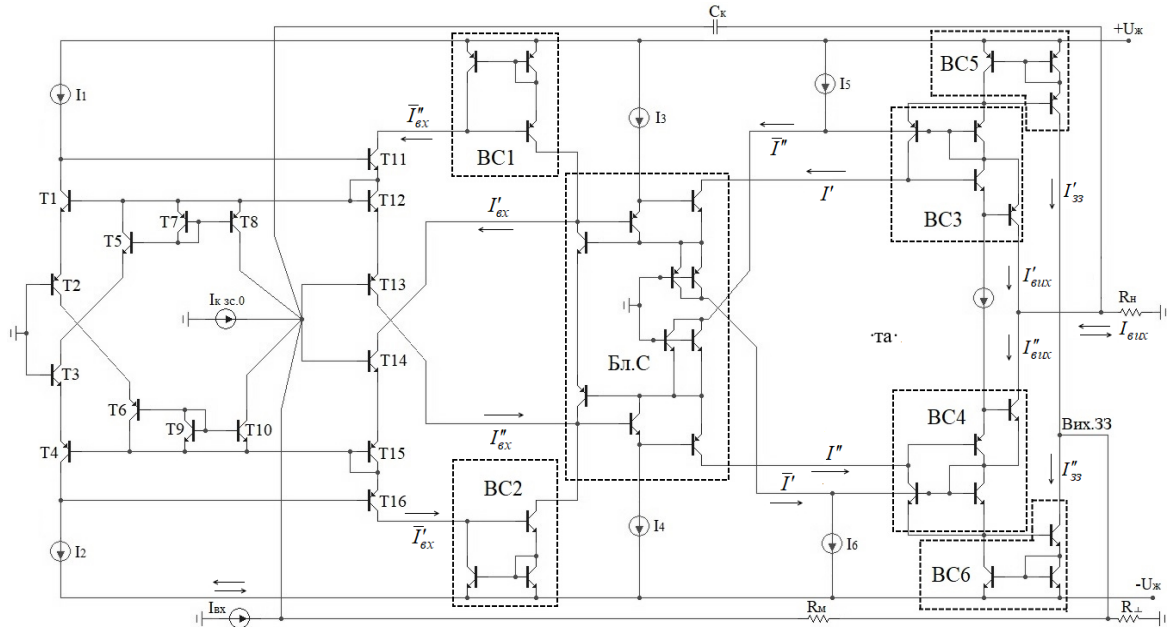 Cк
+Uж
I1
I3
I5
BC1
BC5
I̅″вх
I̅″
T11
T1
T12
I′
BC3
I′зз
T7
T8
T5
I′вх
T2
T13
Iк зс.0
I′вих
Rн
Iвих
·та·
T3
T14
Бл.С
I″вих
T6
T9
T10
I″вх
BC4
Вих.ЗЗ
T4
T15
I″
I̅′
I″зз
BC2
T16
I̅′вх
I2
I4
I6
BC6
-Uж
Iвх
Rм
R⊥